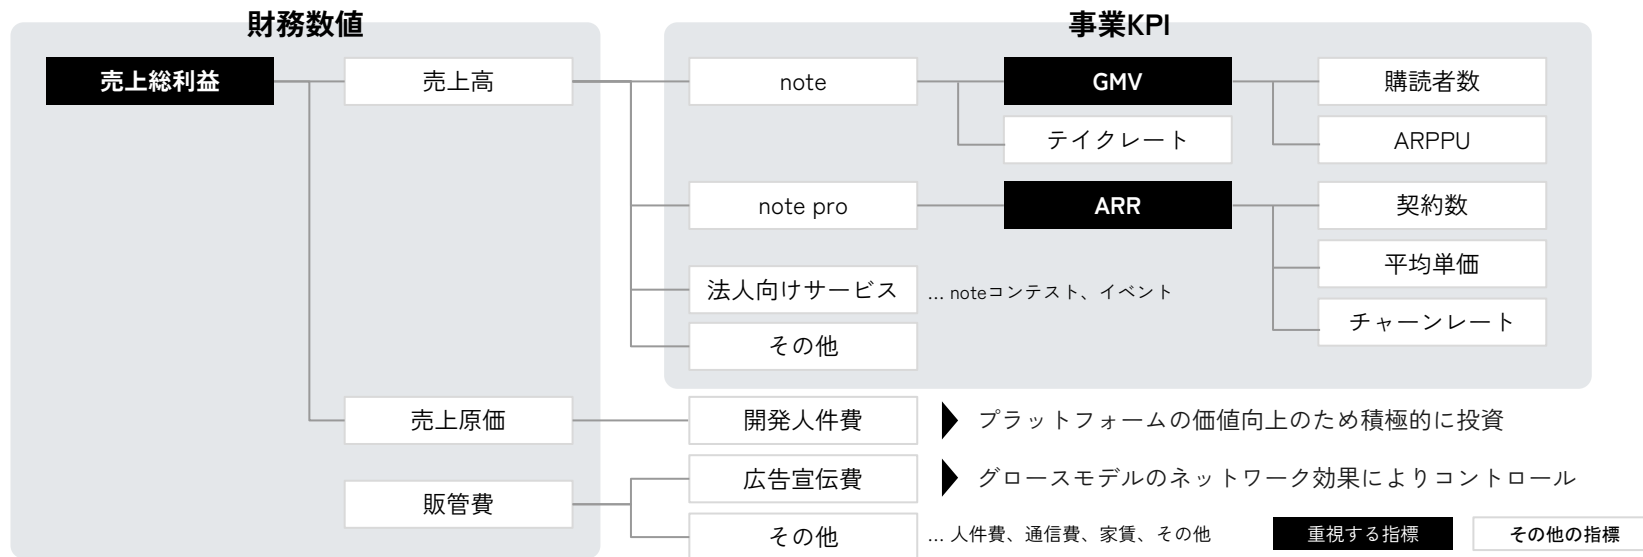 財務数値
事業KPI
売上総利益
売上高
note
GMV
購読者数
テイクレート
ARPPU
note pro
ARR
契約数
平均単価
法人向けサービス
... noteコンテスト、イベント
チャーンレート
その他
売上原価
開発人件費
プラットフォームの価値向上のため積極的に投資
販管費
広告宣伝費
グロースモデルのネットワーク効果によりコントロール
その他
... 人件費、通信費、家賃、その他
重視する指標
その他の指標